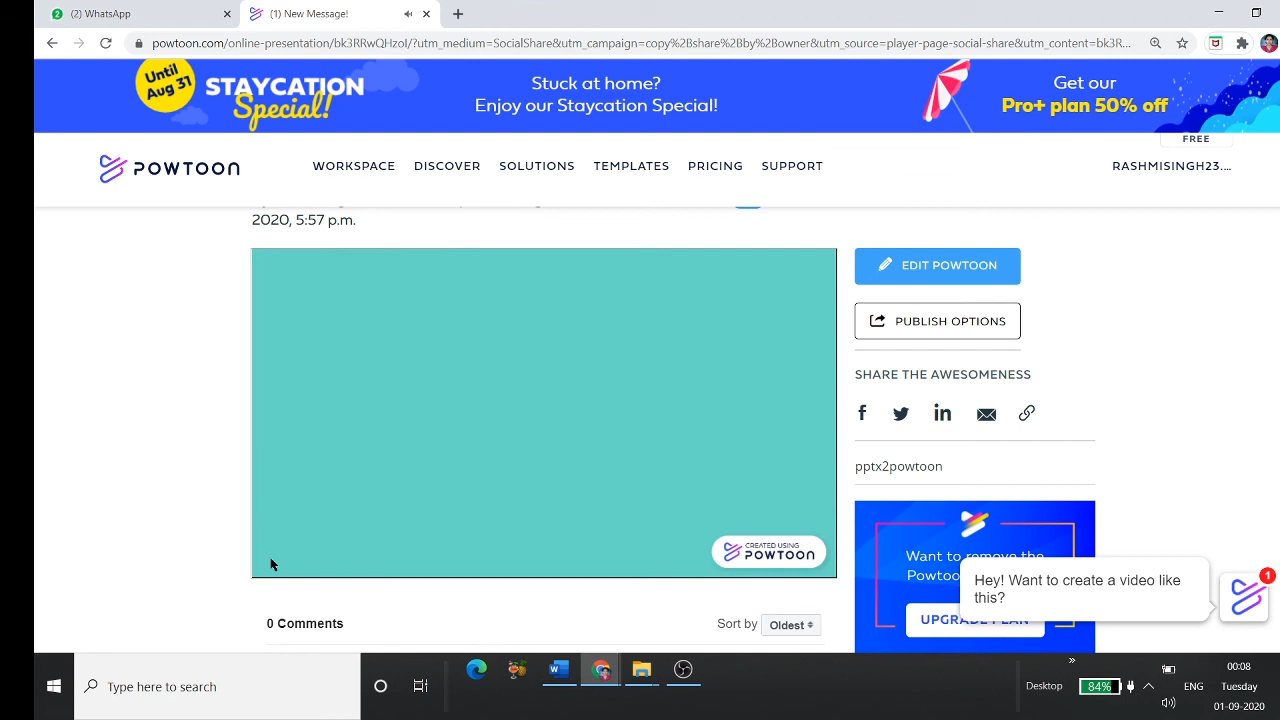 (2) WhatsApp
(1) New Message!
powtoon.com/online-presentation/bk3RRwQHzol/?utm_medium=SocialShare&utm_campaign=copy%2Bshare%2Bby%2Bowner&utm_source=player-page-social-share&utm_content=bk3R...
Until
Aug 31
STAYCATION
Special!
Stuck at home?
Enjoy our Staycation Special!
Get our
Pro+ plan 50% off
FREE
POWTOON
WORKSPACE
DISCOVER
SOLUTIONS
TEMPLATES
PRICING
SUPPORT
RASHMISINGH23....
2020, 5:57 p.m.
EDIT POWTOON
PUBLISH OPTIONS
SHARE THE AWESOMENESS
pptx2powtoon
CREATED USING
POWTOON
Want to remove the
Powtoo
UPGRADE PLAN
Hey! Want to create a video like
this?
1
0 Comments
Sort by
Oldest
Type here to search
Desktop
84%
ENG
00:08
Tuesday
01-09-2020